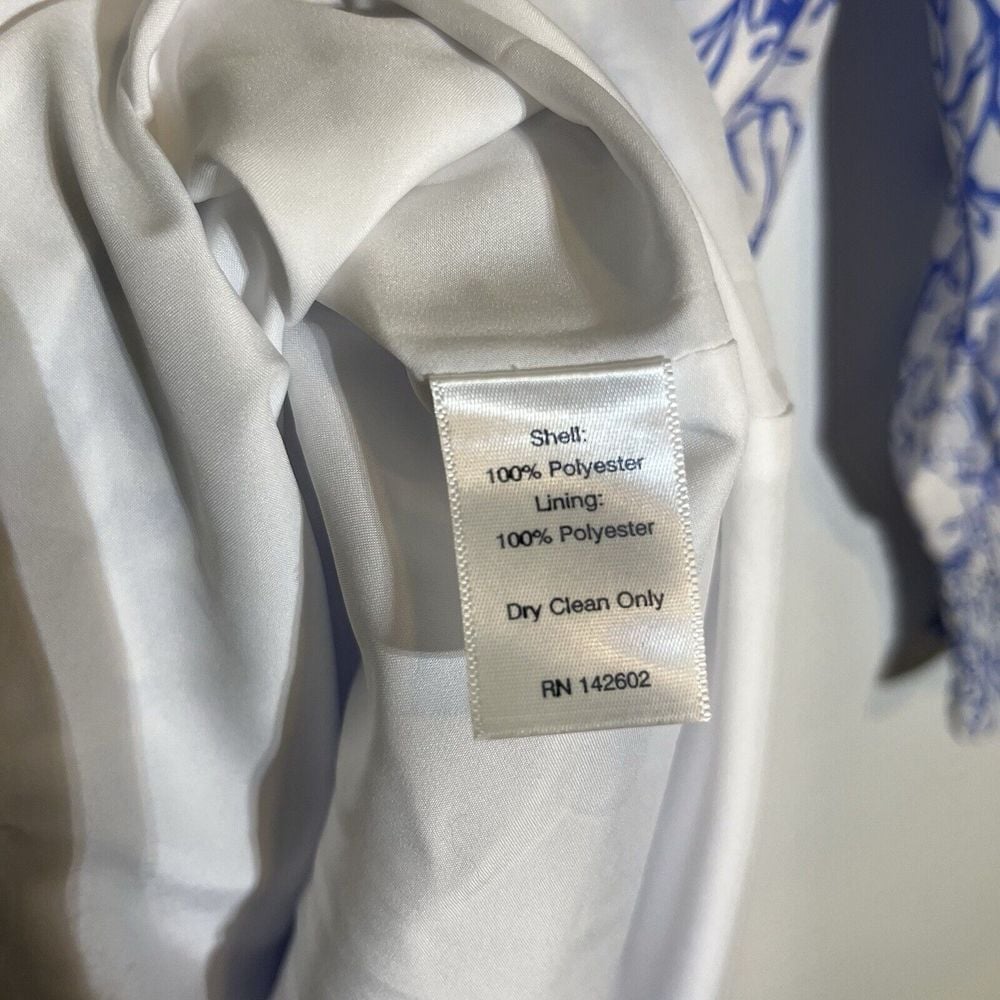 Shell:
100% Polyester
Lining:
100% Polyester
Dry Clean Only
RN 142602